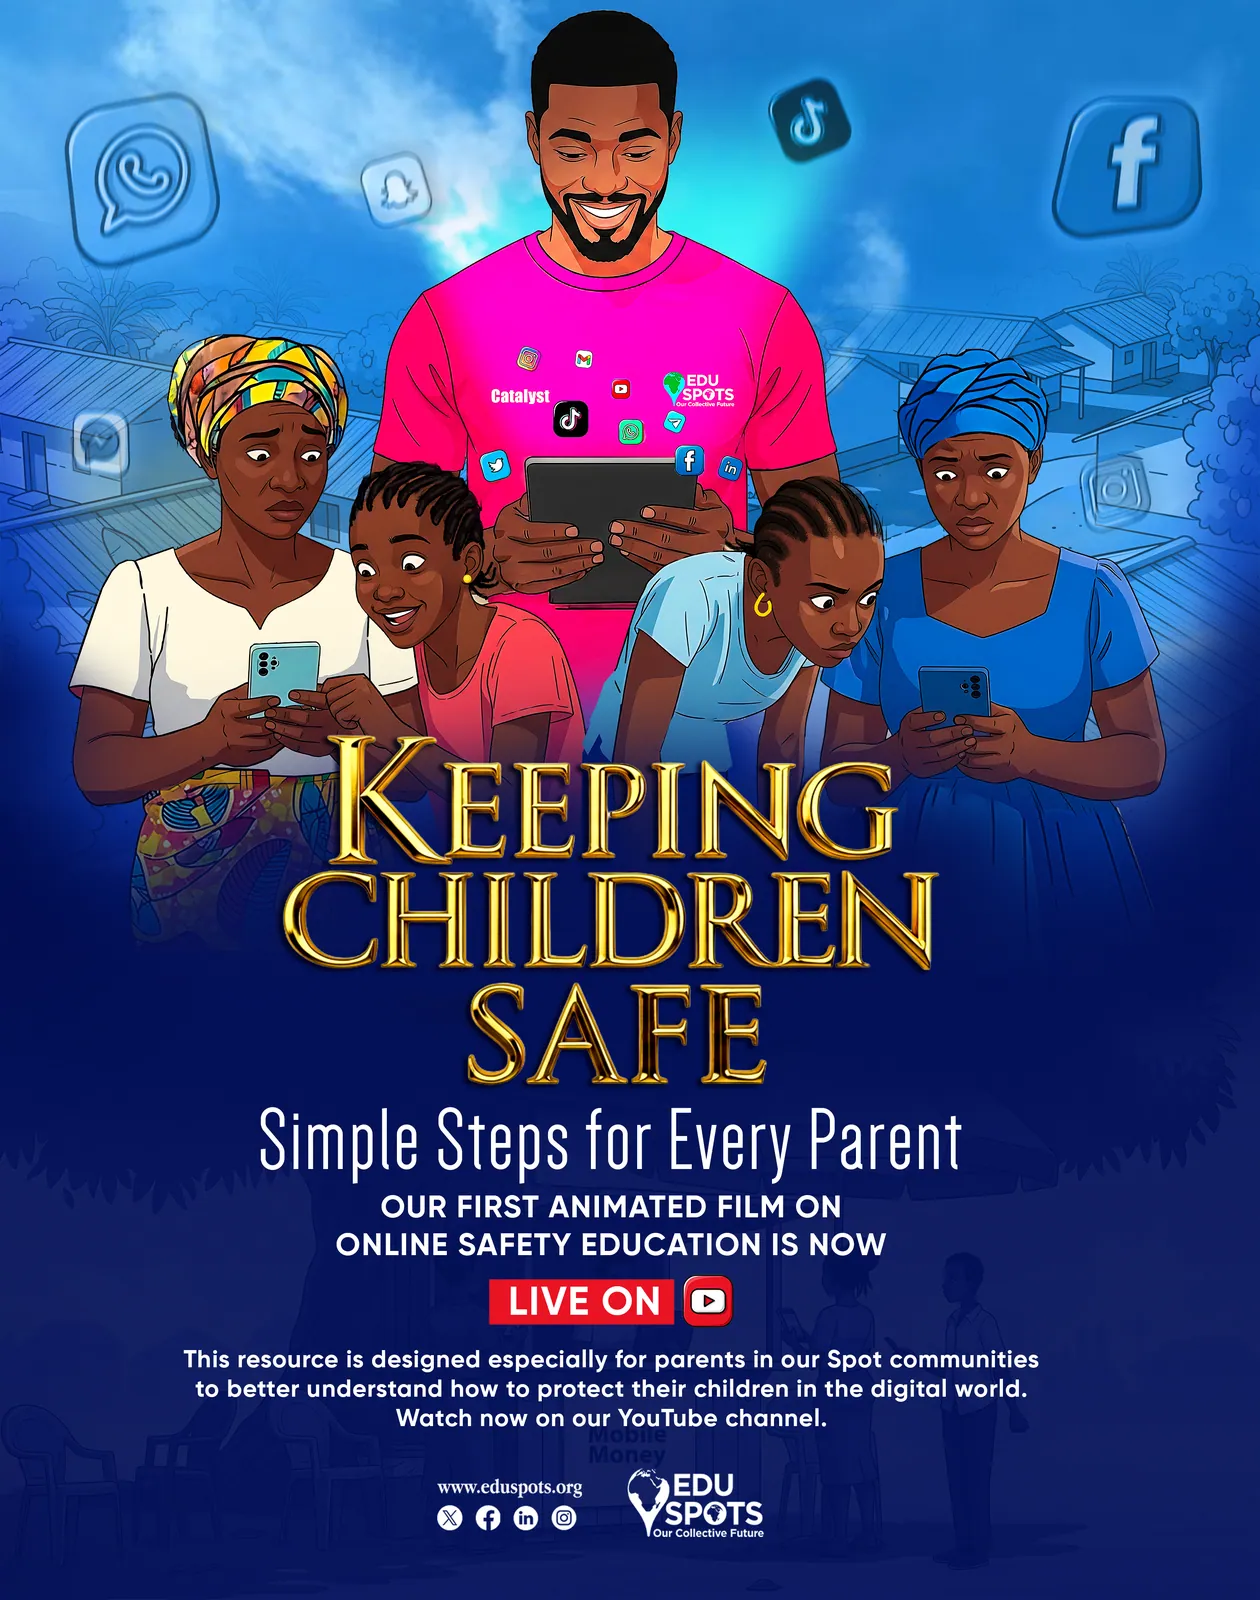 Catalyst
EDU
SPOTS
Our Collective Future
KEEPING
CHILDREN
SAFE
Simple Steps for Every Parent
OUR FIRST ANIMATED FILM ON
ONLINE SAFETY EDUCATION IS NOW
LIVE ON
This resource is designed especially for parents in our Spot communities
to better understand how to protect their children in the digital world.
Watch now on our YouTube channel.
Mobile
Money
www.eduspots.org
EDU
SPOTS
Our Collective Future